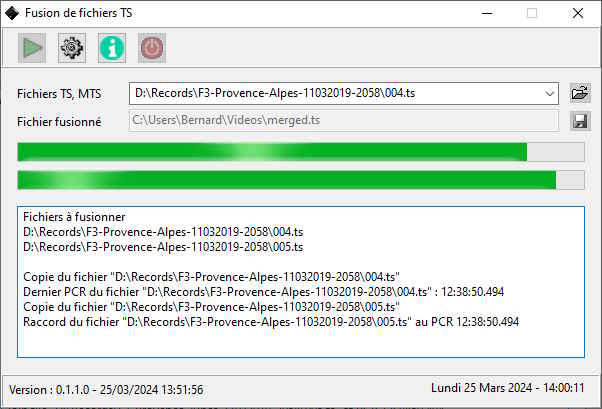 Fusion de fichiers TS
Fichiers TS, MTS
D:\Records\F3-Provence-Alpes-11032019-2058\004.ts
Fichier fusionné
C:\Users\Bernard\Videos\merged.ts
Fichiers à fusionner
D:\Records\F3-Provence-Alpes-11032019-2058\004.ts
D:\Records\F3-Provence-Alpes-11032019-2058\005.ts
Copie du fichier "D:\Records\F3-Provence-Alpes-11032019-2058\004.ts"
Dernier PCR du fichier "D:\Records\F3-Provence-Alpes-11032019-2058\004.ts" : 12:38:50.494
Copie du fichier "D:\Records\F3-Provence-Alpes-11032019-2058\005.ts"
Raccord du fichier "D:\Records\F3-Provence-Alpes-11032019-2058\005.ts" au PCR 12:38:50.494
Version : 0.1.1.0 - 25/03/2024 13:51:56
Lundi 25 Mars 2024 - 14:00:11